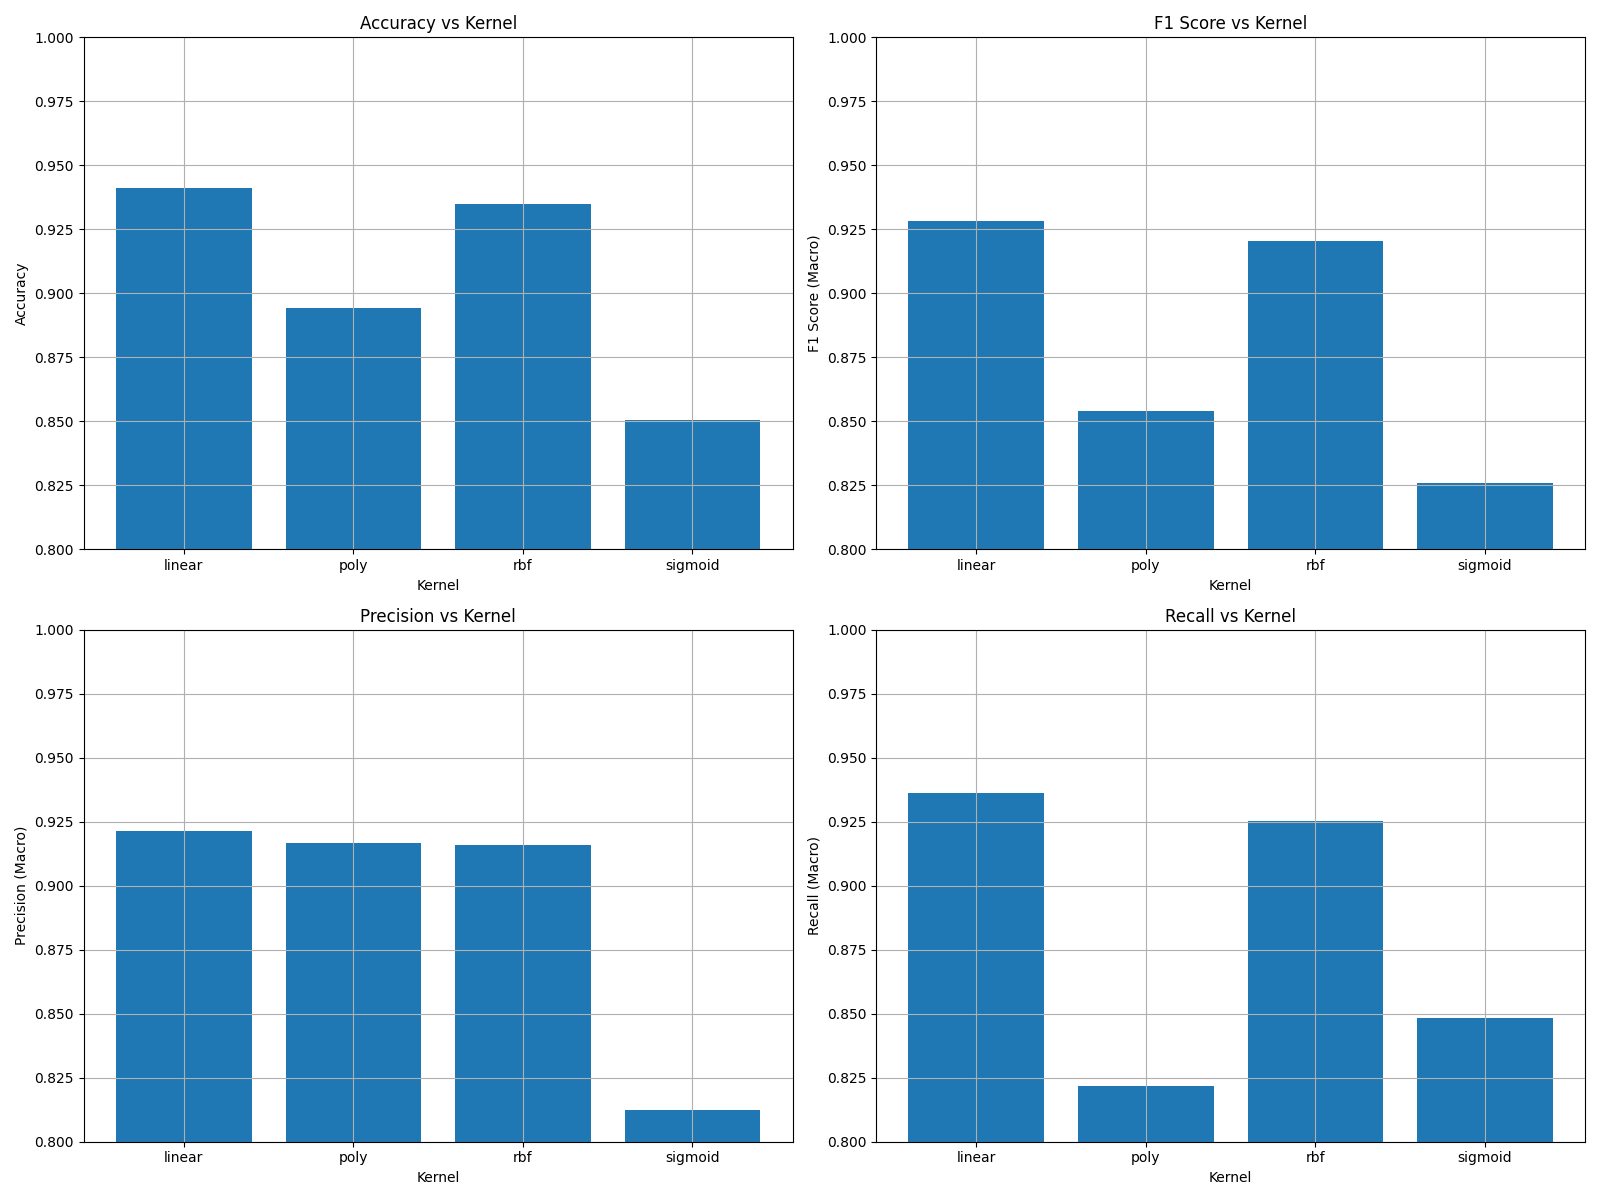 Accuracy vs Kernel
1.000
0.975
0.950
0.925
0.900
0.875
0.850
0.825
0.800
Accuracy
linear poly rbf sigmoid
Kernel
F1 Score vs Kernel
1.000
0.975
0.950
0.925
0.900
0.875
0.850
0.825
0.800
F1 Score (Macro)
linear poly rbf sigmoid
Kernel
Precision vs Kernel
1.000
0.975
0.950
0.925
0.900
0.875
0.850
0.825
0.800
Precision (Macro)
linear poly rbf sigmoid
Kernel
Recall vs Kernel
1.000
0.975
0.950
0.925
0.900
0.875
0.850
0.825
0.800
Recall (Macro)
linear poly rbf sigmoid
Kernel